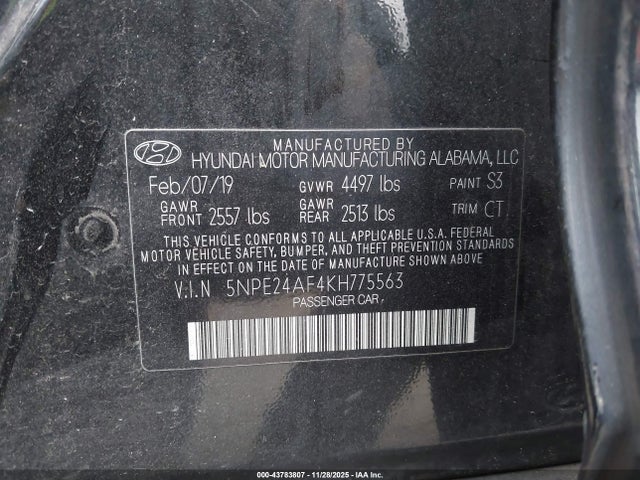 MANUFACTURED BY
HYUNDAI MOTOR MANUFACTURING ALABAMA, LLC
Feb/07/19 GVWR 4497 lbs PAINT S3
GAWR FRONT 2557 lbs GAWR REAR 2513 lbs TRIM CT
THIS VEHICLE CONFORMS TO ALL APPLICABLE U.S.A. FEDERAL
MOTOR VEHICLE SAFETY, BUMPER, AND THEFT PREVENTION STANDARDS
IN EFFECT ON THE DATE OF MANUFACTURE SHOWN ABOVE
V.I.N 5NPE24AF4KH775563
PASSENGER CAR
000-43783807 - 11/28/2025 - IAA Inc.